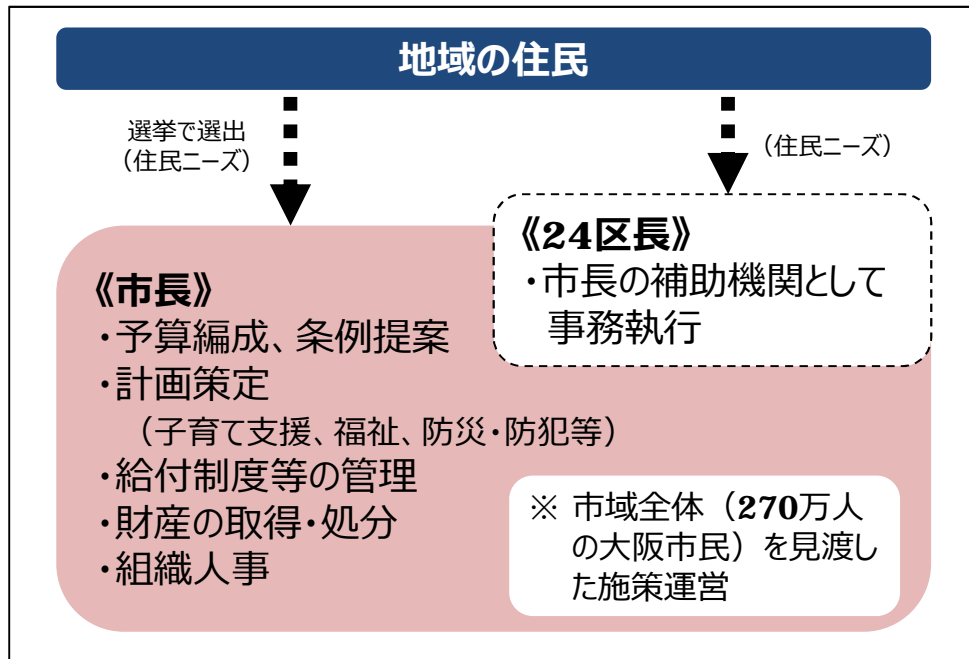 地域の住民
選挙で選出
（住民ニーズ）
（住民ニーズ）
《24区長》
・市長の補助機関として
事務執行
《市長》
・予算編成、条例提案
・計画策定
（子育て支援、福祉、防災・防犯等）
・給付制度等の管理
・財産の取得・処分
・組織人事
※ 市域全体（270万人
の大阪市民）を見渡し
た施策運営